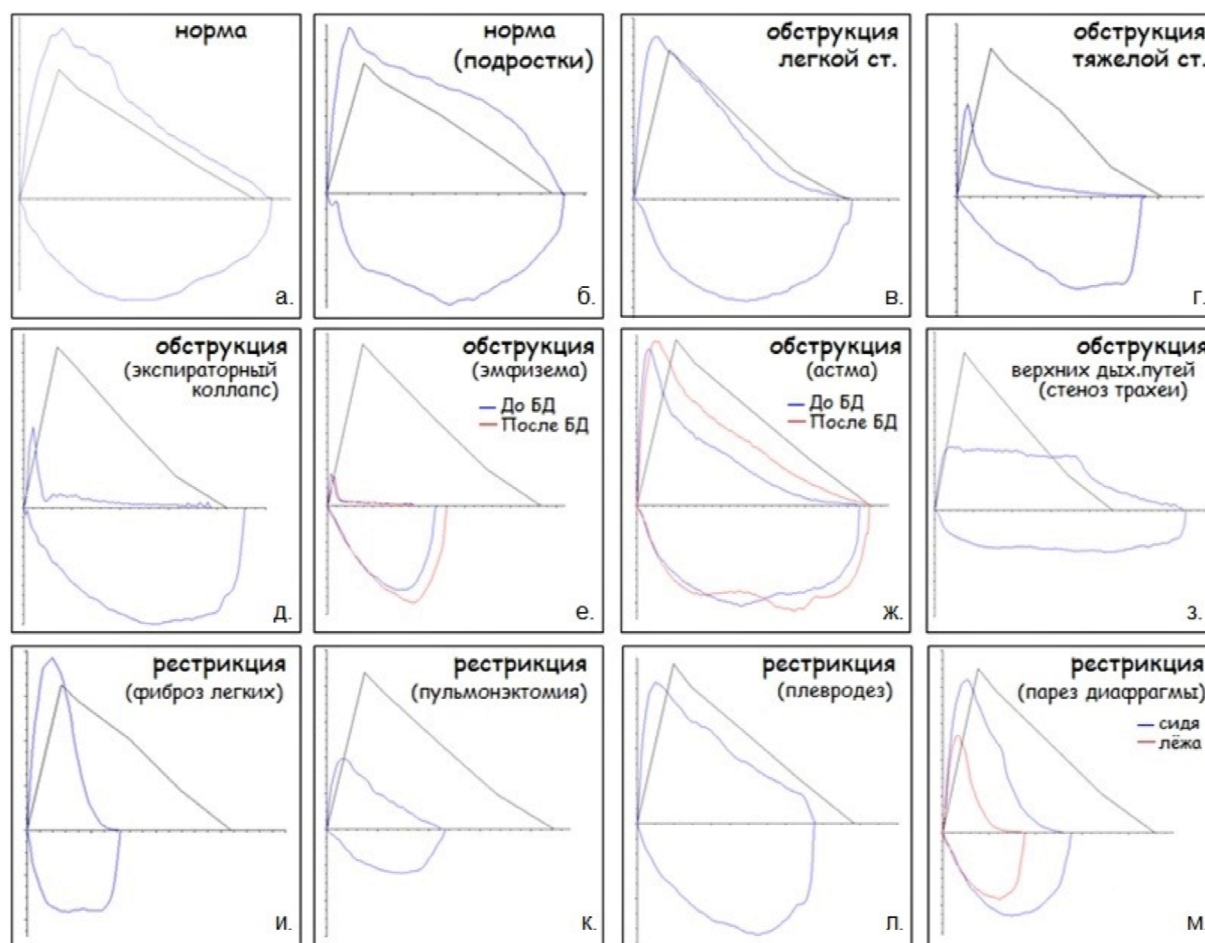 норма
а.
норма
(подростки)
б.
обструкция
легкой ст.
в.
обструкция
тяжелой ст.
г.
обструкция
(экспираторный
коллапс)
д.
обструкция
(эмфизема)
До БД
После БД
е.
обструкция
(астма)
До БД
После БД
ж.
обструкция
верхних дых.путей
(стеноз трахеи)
з.
рестрикция
(фиброз легких)
и.
рестрикция
(пульмонэктомия)
к.
рестрикция
(плевродез)
л.
рестрикция
(парез диафрагмы)
сидя
лёжа
м.